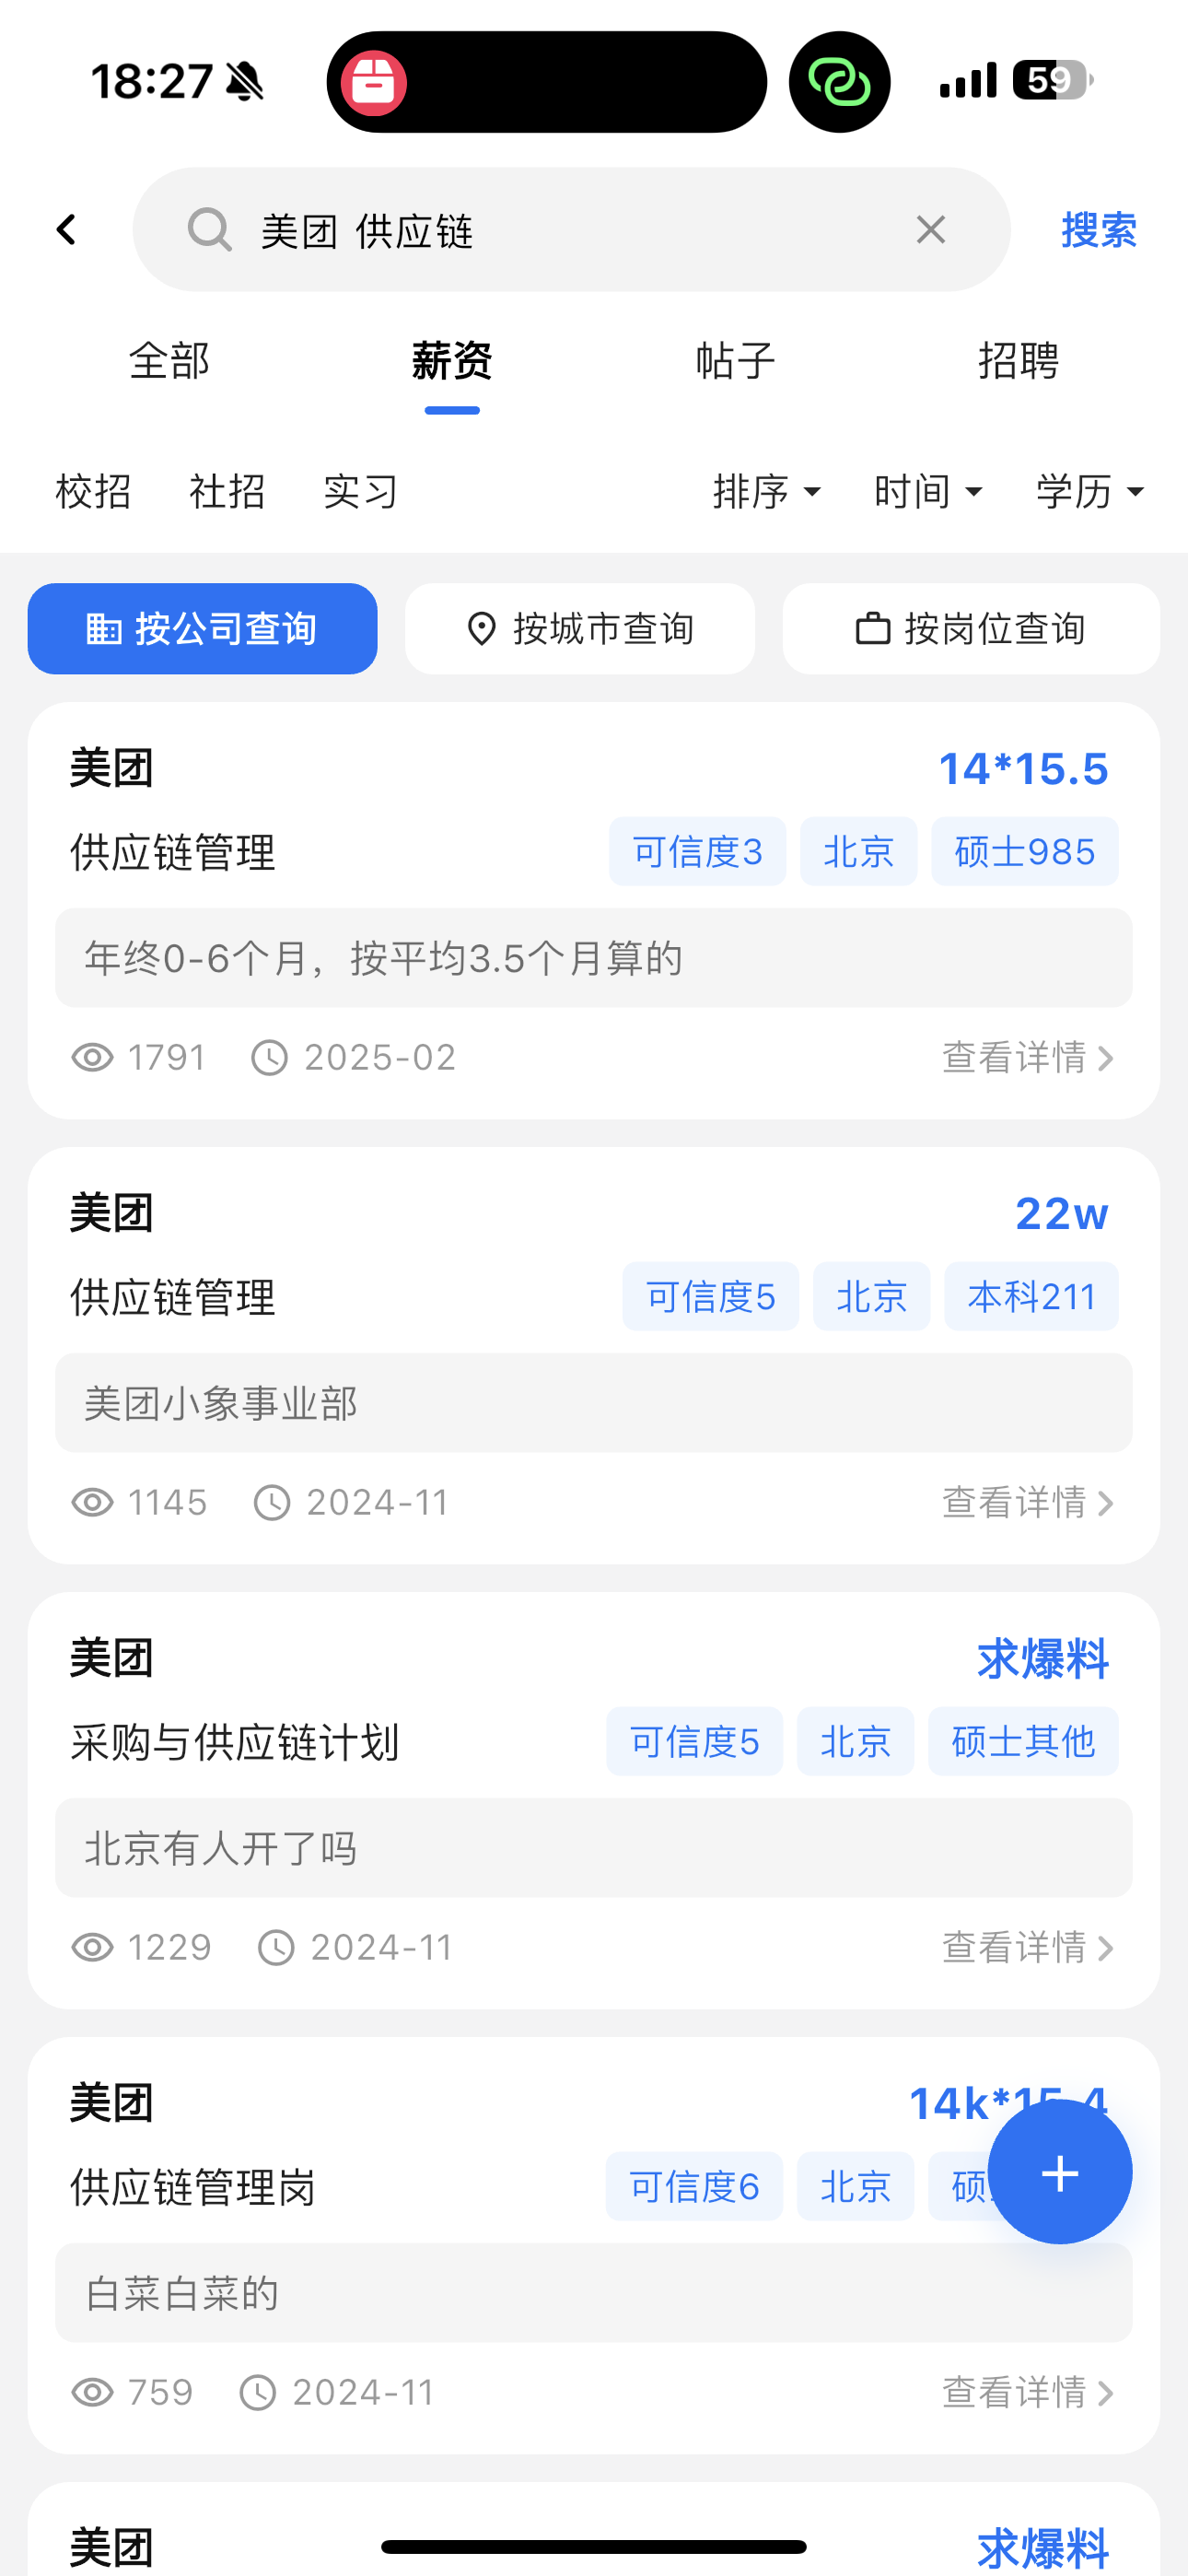 18:27
59
美团 供应链
搜索
全部 薪资 帖子 招聘
校招 社招 实习 排序 时间 学历
按公司查询 按城市查询 按岗位查询
美团 14*15.5
供应链管理 可信度3 北京 硕士985
年终0-6个月，按平均3.5个月算的
1791 2025-02 查看详情
美团 22w
供应链管理 可信度5 北京 本科211
美团小象事业部
1145 2024-11 查看详情
美团 求爆料
采购与供应链计划 可信度5 北京 硕士其他
北京有人开了吗
1229 2024-11 查看详情
美团 14k*15.4
供应链管理岗 可信度6 北京 硕
白菜白菜的
759 2024-11 查看详情
美团 求爆料